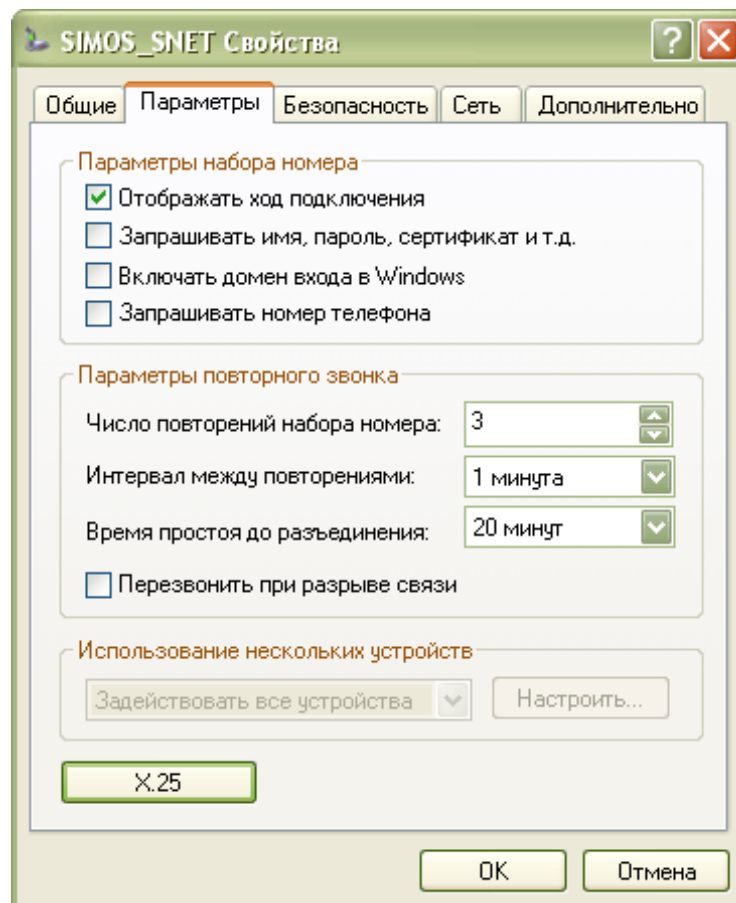 SIMOS_SNET Свойства
Общие Параметры Безопасность Сеть Дополнительно
Параметры набора номера
Отображать ход подключения
Запрашивать имя, пароль, сертификат и т.д.
Включать домен входа в Windows
Запрашивать номер телефона
Параметры повторного звонка
Число повторений набора номера: 3
Интервал между повторениями: 1 минута
Время простоя до разъединения: 20 минут
Перезвонить при разрыве связи
Использование нескольких устройств
Задействовать все устройства Настроить...
X.25
OK Отмена